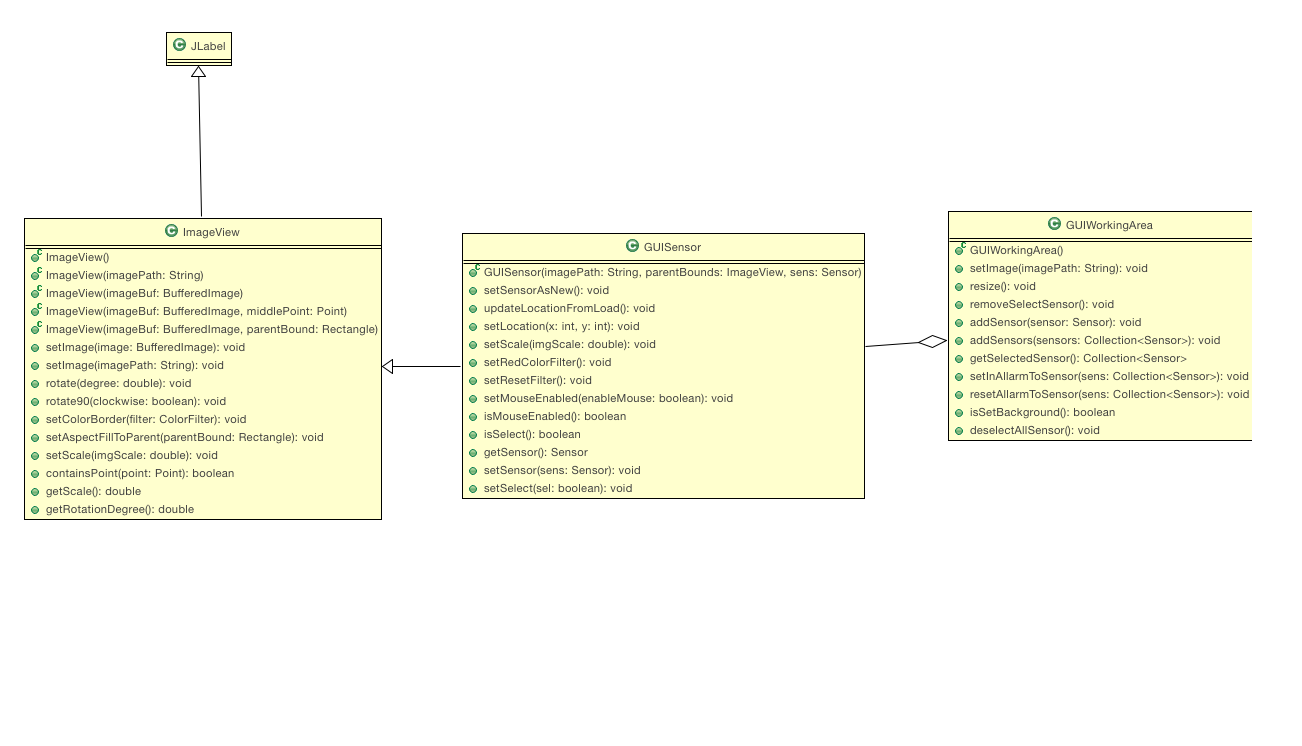 JLabel
ImageView
ImageView()
ImageView(imagePath: String)
ImageView(imageBuf: BufferedImage)
ImageView(imageBuf: BufferedImage, middlePoint: Point)
ImageView(imageBuf: BufferedImage, parentBound: Rectangle)
setImage(image: BufferedImage): void
setImage(imagePath: String): void
rotate(degree: double): void
rotate90(clockwise: boolean): void
setColorBorder(filter: ColorFilter): void
setAspectFillToParent(parentBound: Rectangle): void
setScale(imgScale: double): void
containsPoint(point: Point): boolean
getScale(): double
getRotationDegree(): double
GUISensor
GUISensor(imagePath: String, parentBounds: ImageView, sens: Sensor)
setSensorAsNew(): void
updateLocationFromLoad(): void
setLocation(x: int, y: int): void
setScale(imgScale: double): void
setRedColorFilter(): void
setResetFilter(): void
setMouseEnabled(enableMouse: boolean): void
isMouseEnabled(): boolean
isSelect(): boolean
getSensor(): Sensor
setSensor(sens: Sensor): void
setSelect(sel: boolean): void
GUIWorkingArea
GUIWorkingArea()
setImage(imagePath: String): void
resize(): void
removeSelectSensor(): void
addSensor(sensor: Sensor): void
addSensors(sensors: Collection<Sensor>): void
getSelectedSensor(): Collection<Sensor>
setInAllarmToSensor(sens: Collection<Sensor>): void
resetAllarmToSensor(sens: Collection<Sensor>): void
isSetBackground(): boolean
deselectAllSensor(): void